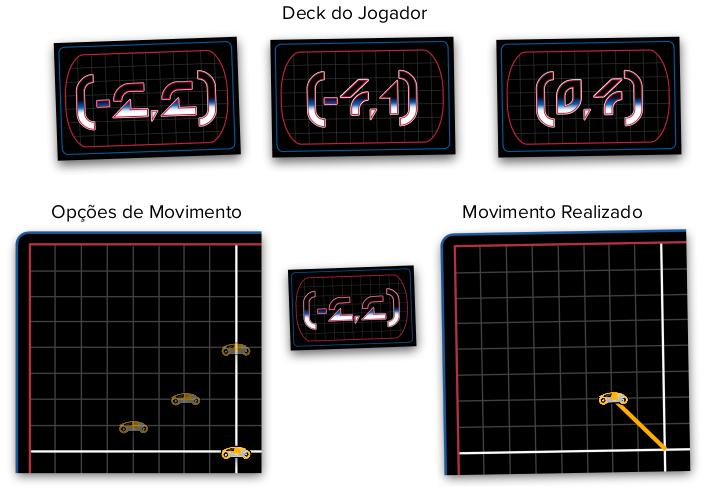 Deck do Jogador
(-2,2)
(-4,1)
(0,4)
Opções de Movimento
Movimento Realizado
(-2,2)